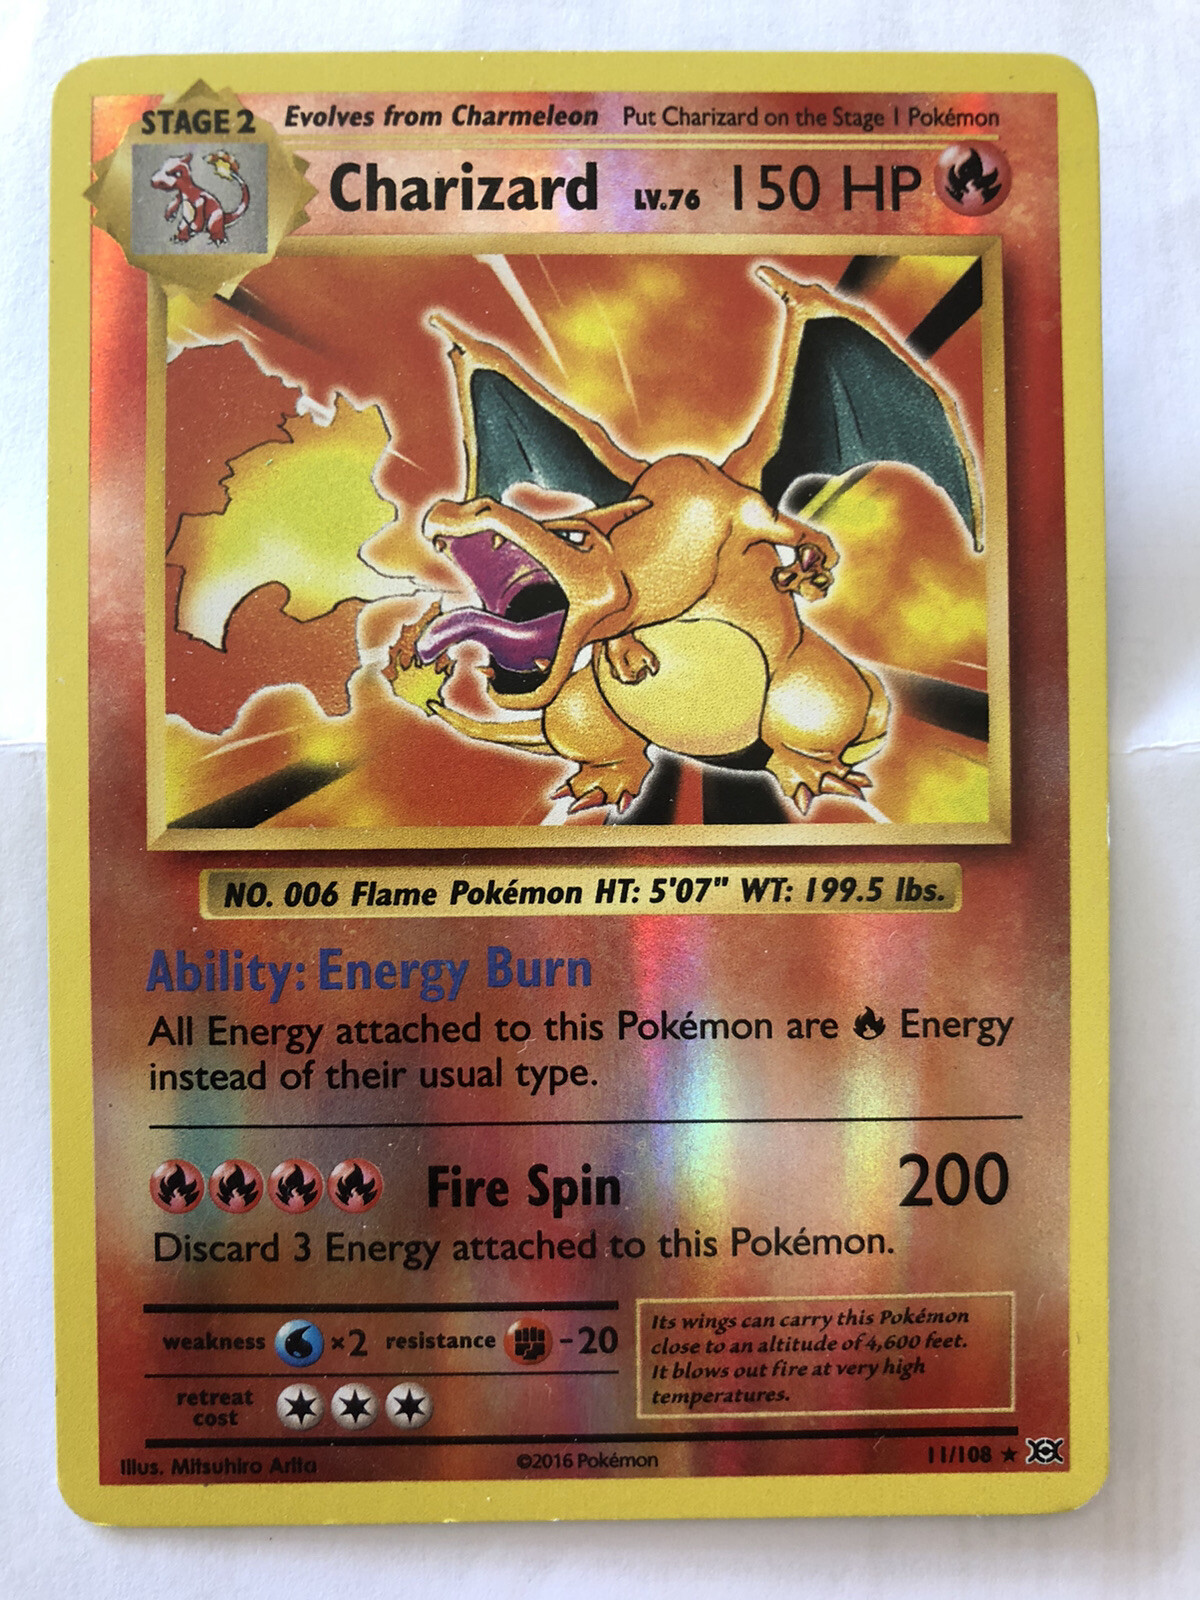 STAGE 2 Evolves from Charmeleon Put Charizard on the Stage 1 Pokémon
Charizard LV.76 150 HP
NO. 006 Flame Pokémon HT: 5'07" WT: 199.5 lbs.
Ability: Energy Burn
All Energy attached to this Pokémon are Energy
instead of their usual type.
Fire Spin 200
Discard 3 Energy attached to this Pokémon.
weakness ×2 resistance -20
retreat
cost
Its wings can carry this Pokémon
close to an altitude of 4,600 feet.
It blows out fire at very high
temperatures.
Illus. Mitsuhiro Arita ©2016 Pokémon 11/108 ★